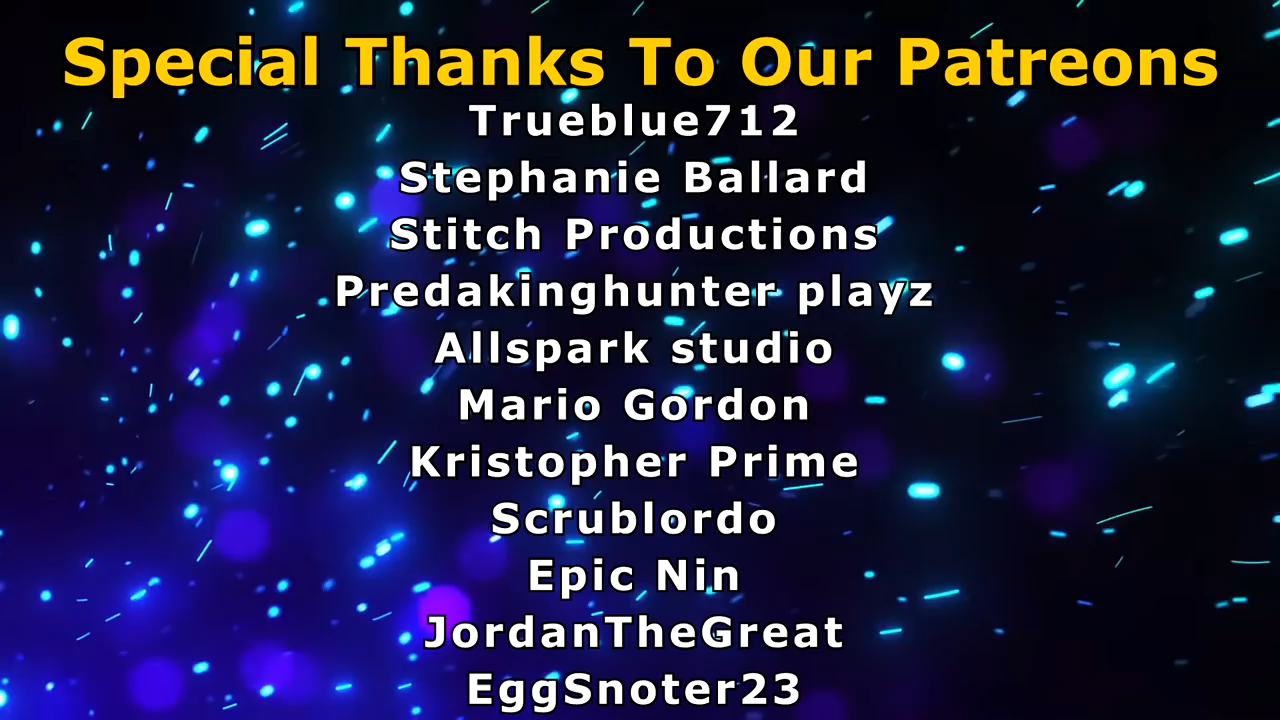 Special Thanks To Our Patreons
Trueblue712
Stephanie Ballard
Stitch Productions
Predakinghunter playz
Allspark studio
Mario Gordon
Kristopher Prime
Scrublordo
Epic Nin
JordanTheGreat
EggSnoter23